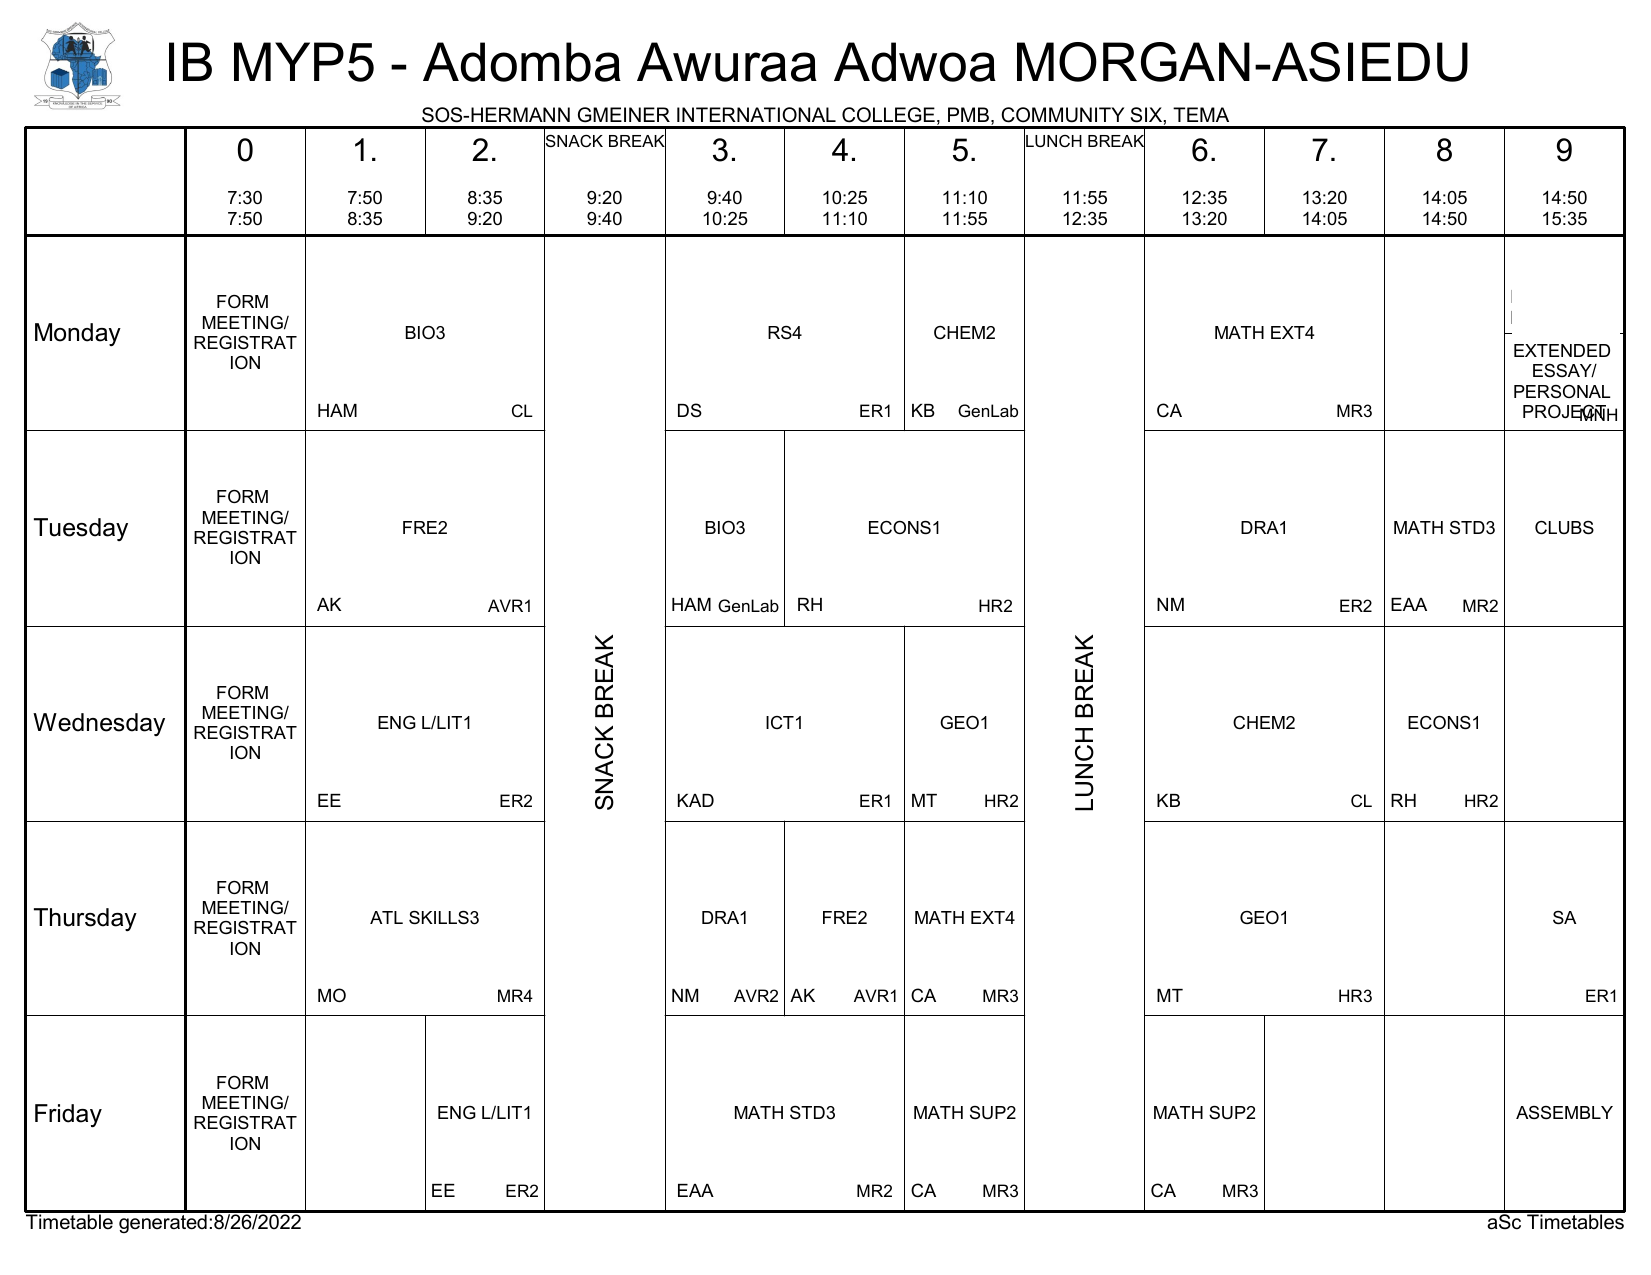 IB MYP5 - Adomba Awuraa Adwoa MORGAN-ASIEDU
SOS-HERMANN GMEINER INTERNATIONAL COLLEGE, PMB, COMMUNITY SIX, TEMA
0 1. 2. SNACK BREAK 3. 4. 5. LUNCH BREAK 6. 7. 8 9
7:30 7:50 8:35 9:20 9:40 10:25 11:10 11:55 12:35 13:20 14:05 14:50
7:50 8:35 9:20 9:40 10:25 11:10 11:55 12:35 13:20 14:05 14:50 15:35
Monday
FORM
MEETING/
REGISTRAT
ION
BIO3
HAM CL
RS4
DS ER1
CHEM2
KB GenLab
MATH EXT4
CA MR3
EXTENDED
ESSAY/
PERSONAL
PROJECT
MNH
Tuesday
FORM
MEETING/
REGISTRAT
ION
FRE2
AK AVR1
BIO3
HAM GenLab
ECONS1
RH HR2
DRA1
NM ER2
MATH STD3
EAA MR2
CLUBS
SNACK BREAK
LUNCH BREAK
Wednesday
FORM
MEETING/
REGISTRAT
ION
ENG L/LIT1
EE ER2
ICT1
KAD ER1
GEO1
MT HR2
CHEM2
KB CL
ECONS1
RH HR2
Thursday
FORM
MEETING/
REGISTRAT
ION
ATL SKILLS3
MO MR4
DRA1
NM AVR2
FRE2
AK AVR1
MATH EXT4
CA MR3
GEO1
MT HR3
SA
ER1
Friday
FORM
MEETING/
REGISTRAT
ION
ENG L/LIT1
EE ER2
MATH STD3
EAA MR2
MATH SUP2
CA MR3
MATH SUP2
CA MR3
ASSEMBLY
Timetable generated:8/26/2022
aSc Timetables